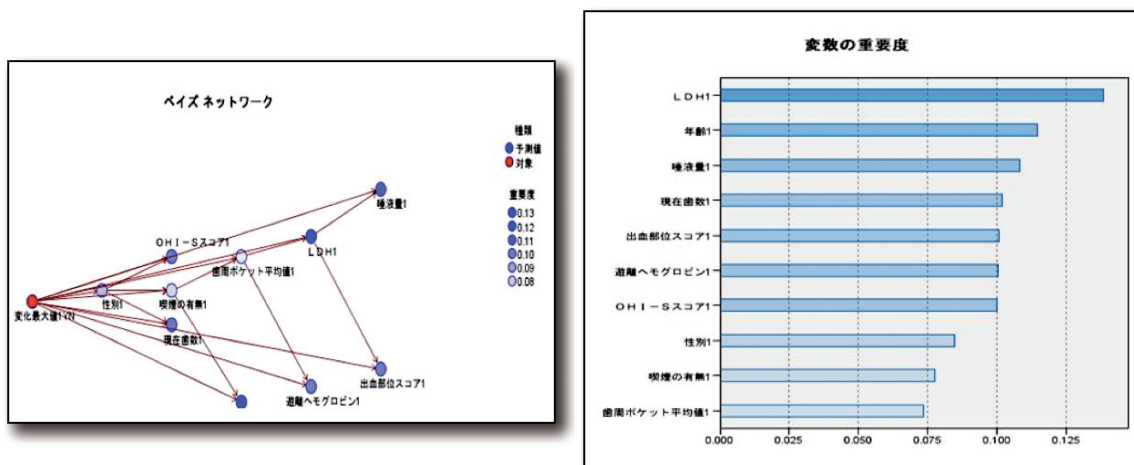 ベイズ ネットワーク
種類
予測値
対象
重要度
0.13
0.12
0.11
0.10
0.09
0.08
唾液量1
OHI-Sスコア1
LDH1
歯周ポケット平均値1
性別1
喫煙の有無1
変化最大値1YN
現在歯数1
出血部位スコア1
遊離ヘモグロビン1
変数の重要度
LDH1
年齢1
唾液量1
現在歯数1
出血部位スコア1
遊離ヘモグロビン1
OHI-Sスコア1
性別1
喫煙の有無1
歯周ポケット平均値1
0.000 0.025 0.050 0.075 0.100 0.125